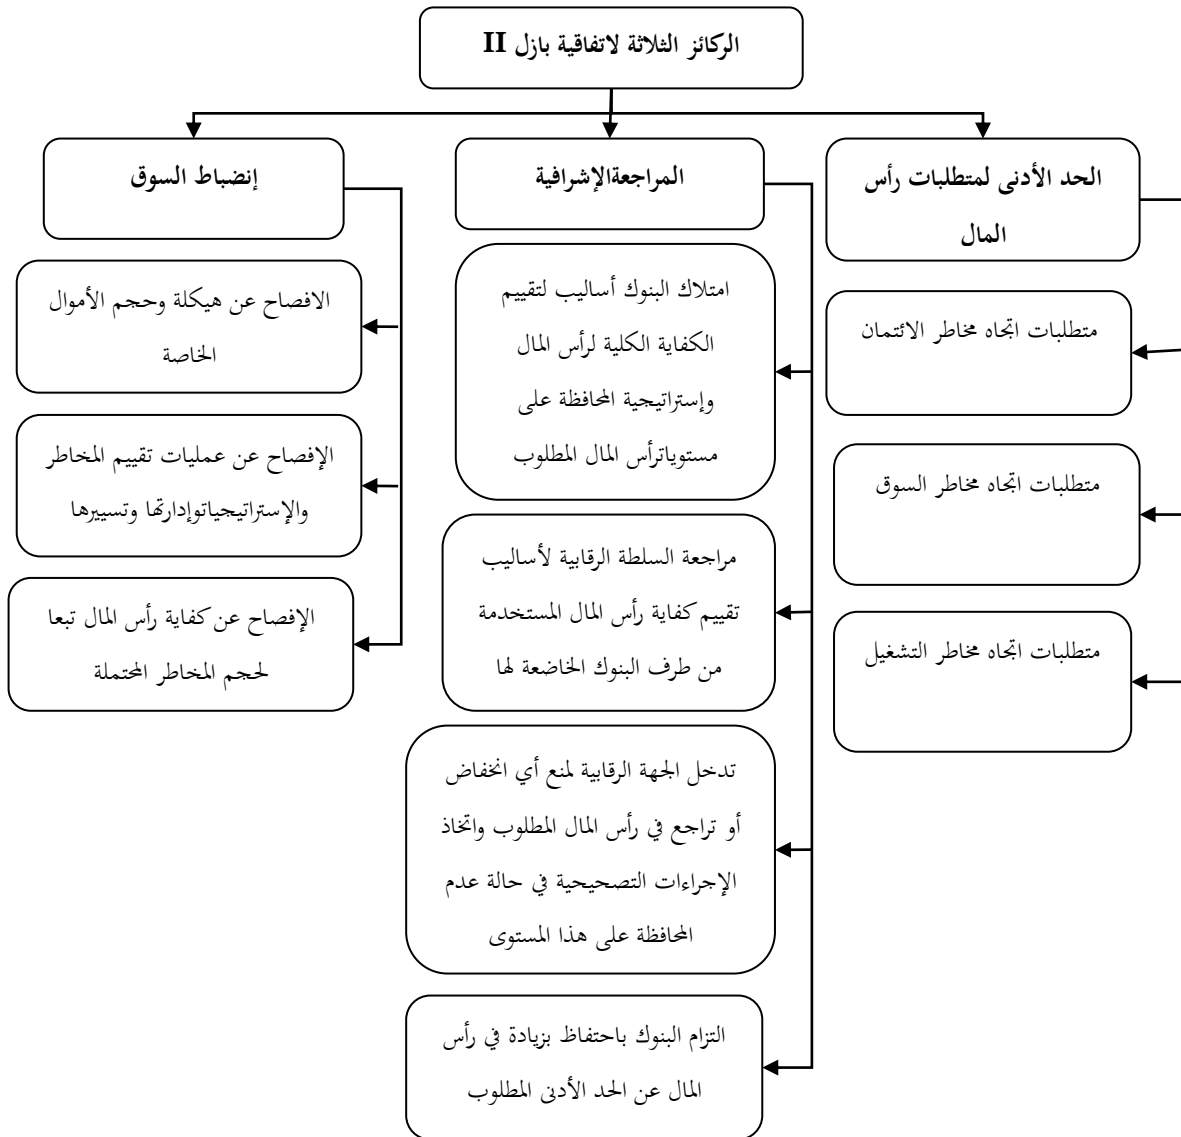 الركائز الثلاثة لاتفاقية بازل II
الحد الأدنى لمتطلبات رأس
المال
متطلبات اتجاه مخاطر الائتمان
متطلبات اتجاه مخاطر السوق
متطلبات اتجاه مخاطر التشغيل
المراجعةالإشرافية
امتلاك البنوك أساليب لتقييم
الكفاية الكلية لرأس المال
وإستراتيجية المحافظة على
مستوياترأس المال المطلوب
مراجعة السلطة الرقابية لأساليب
تقييم كفاية رأس المال المستخدمة
من طرف البنوك الخاضعة لها
تدخل الجهة الرقابية لمنع أي انخفاض
أو تراجع في رأس المال المطلوب واتخاذ
الإجراءات التصحيحية في حالة عدم
المحافظة على هذا المستوى
التزام البنوك باحتفاظ بزيادة في رأس
المال عن الحد الأدنى المطلوب
إنضباط السوق
الافصاح عن هيكلة وحجم الأموال
الخاصة
الإفصاح عن عمليات تقييم المخاطر
والإستراتيجياتوإدارتها وتسييرها
الإفصاح عن كفاية رأس المال تبعا
لحجم المخاطر المحتملة